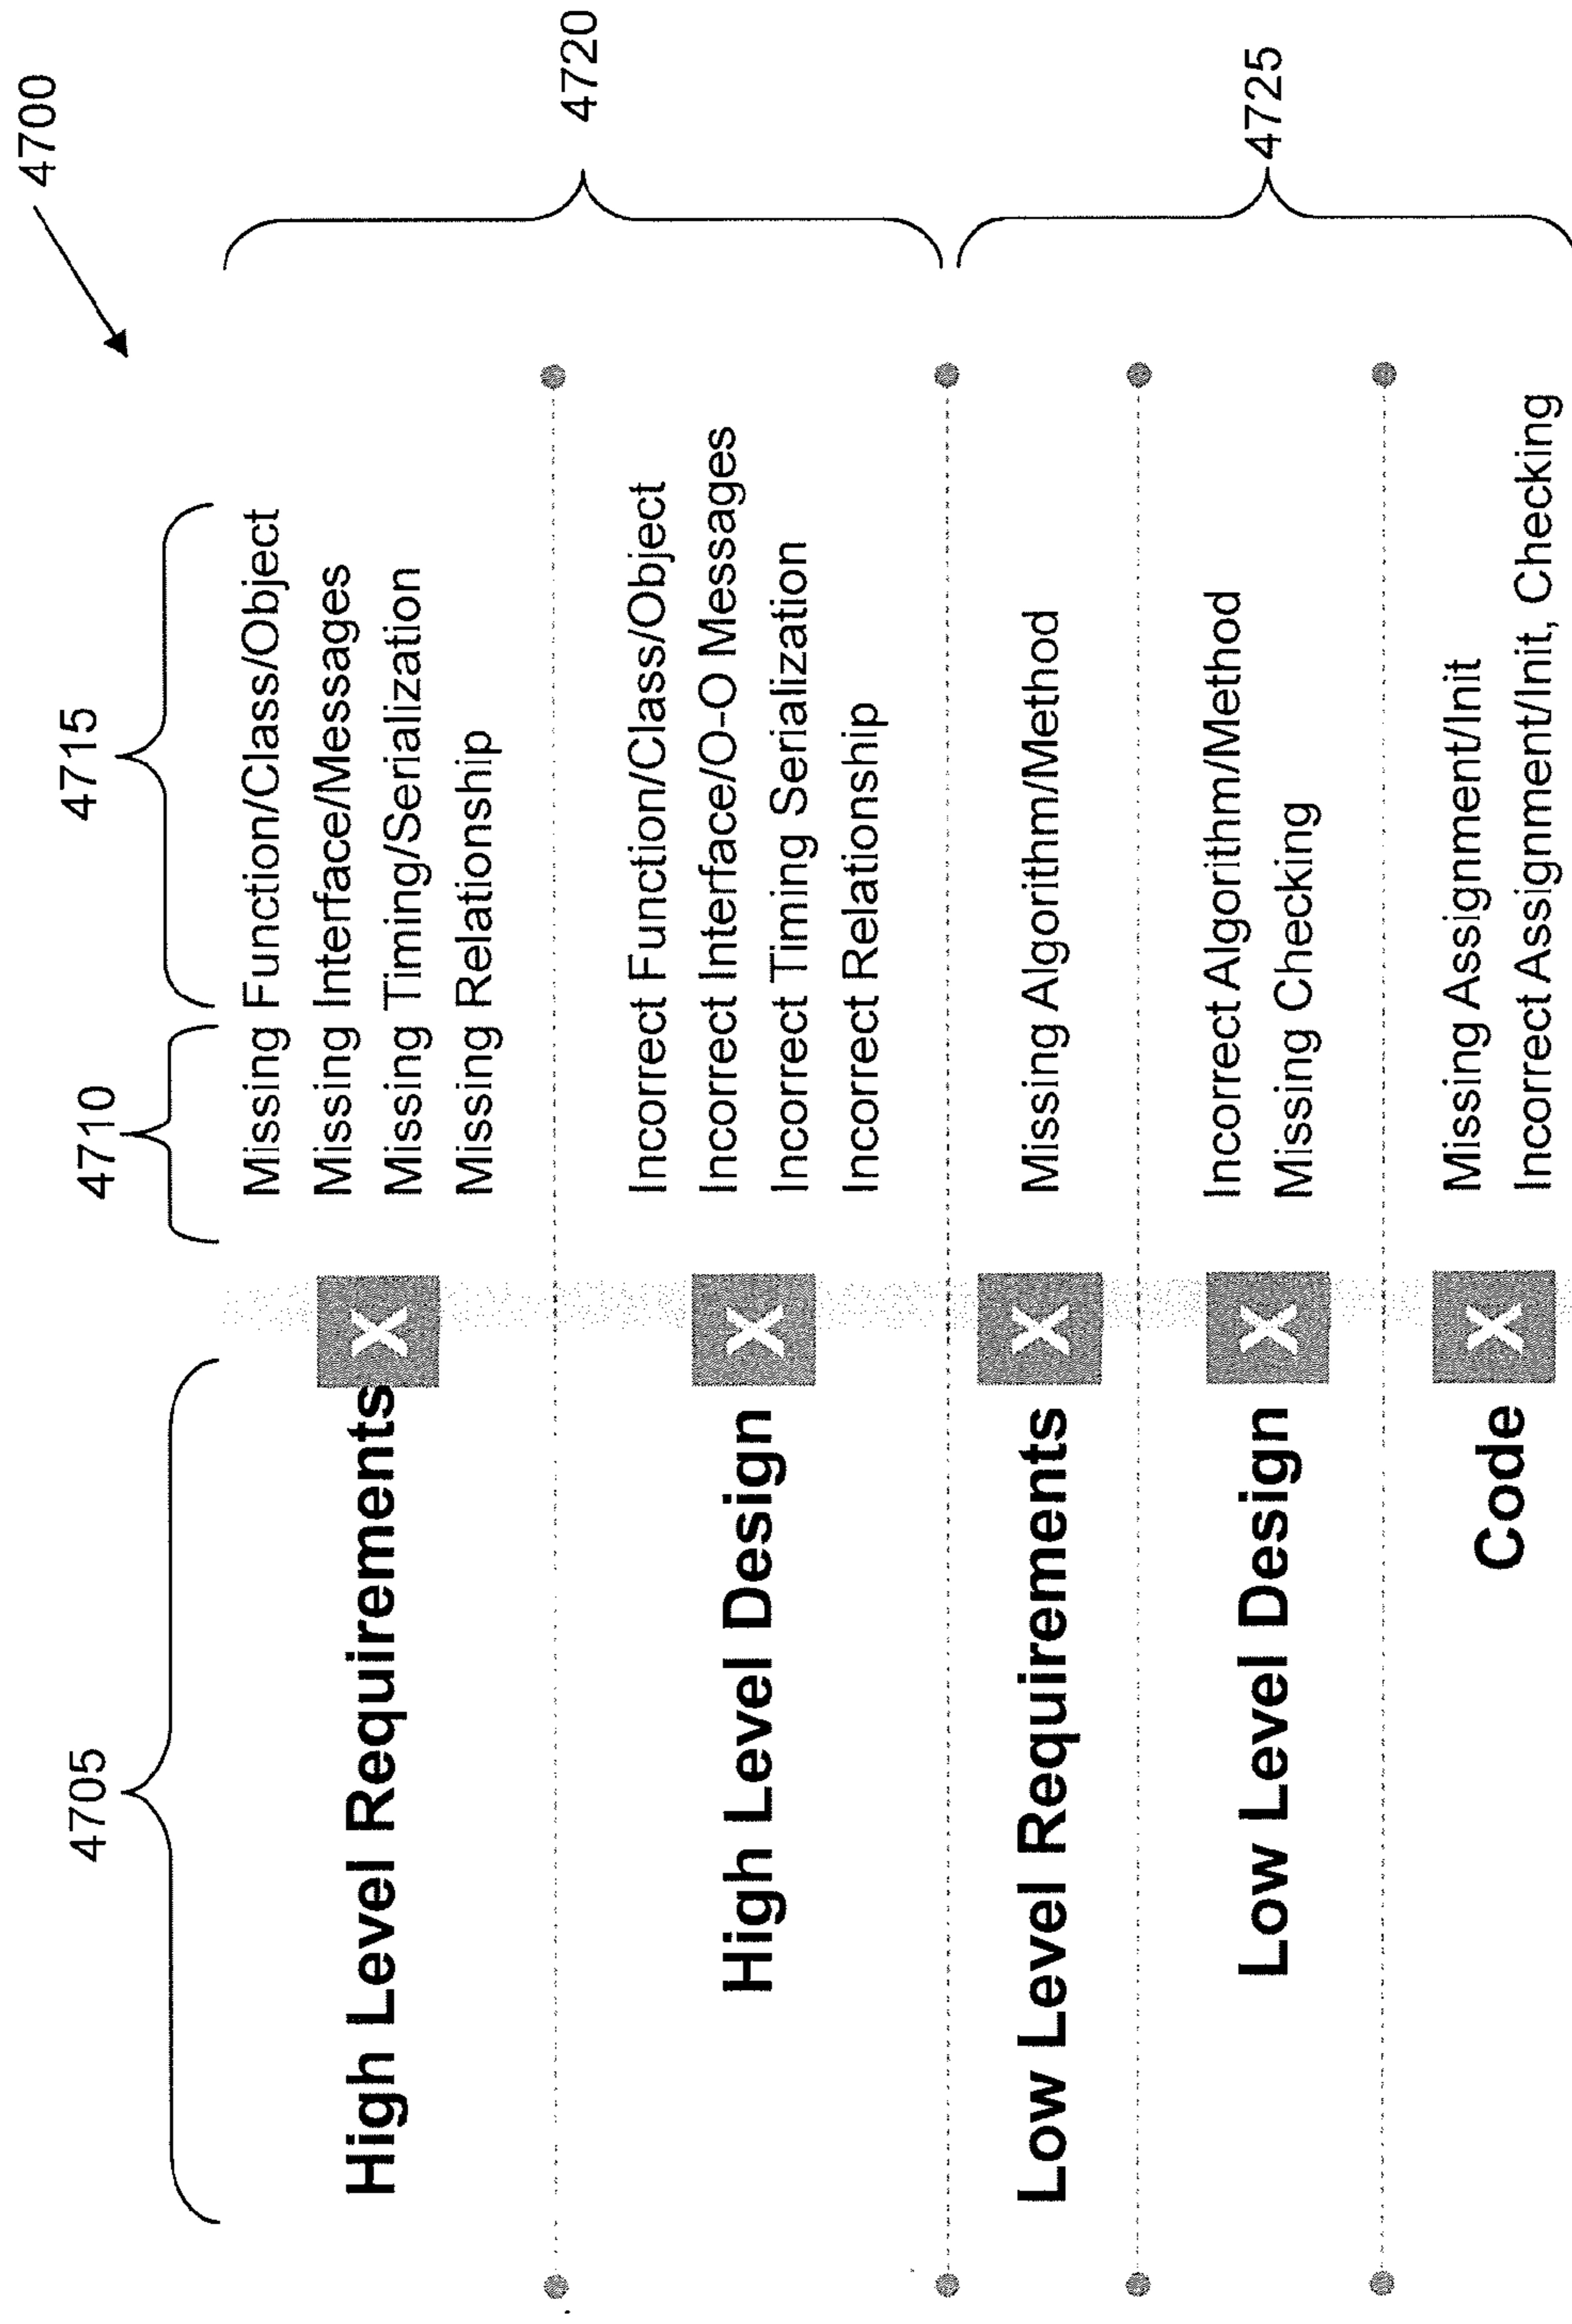 4700
4705
4710
4715
High Level Requirements
X
Missing Function/Class/Object
Missing Interface/Messages
Missing Timing/Serialization
Missing Relationship
4720
High Level Design
X
Incorrect Function/Class/Object
Incorrect Interface/O-O Messages
Incorrect Timing Serialization
Incorrect Relationship
Low Level Requirements
X
Missing Algorithm/Method
4725
Low Level Design
X
Incorrect Algorithm/Method
Missing Checking
Code
X
Missing Assignment/Init
Incorrect Assignment/Init, Checking